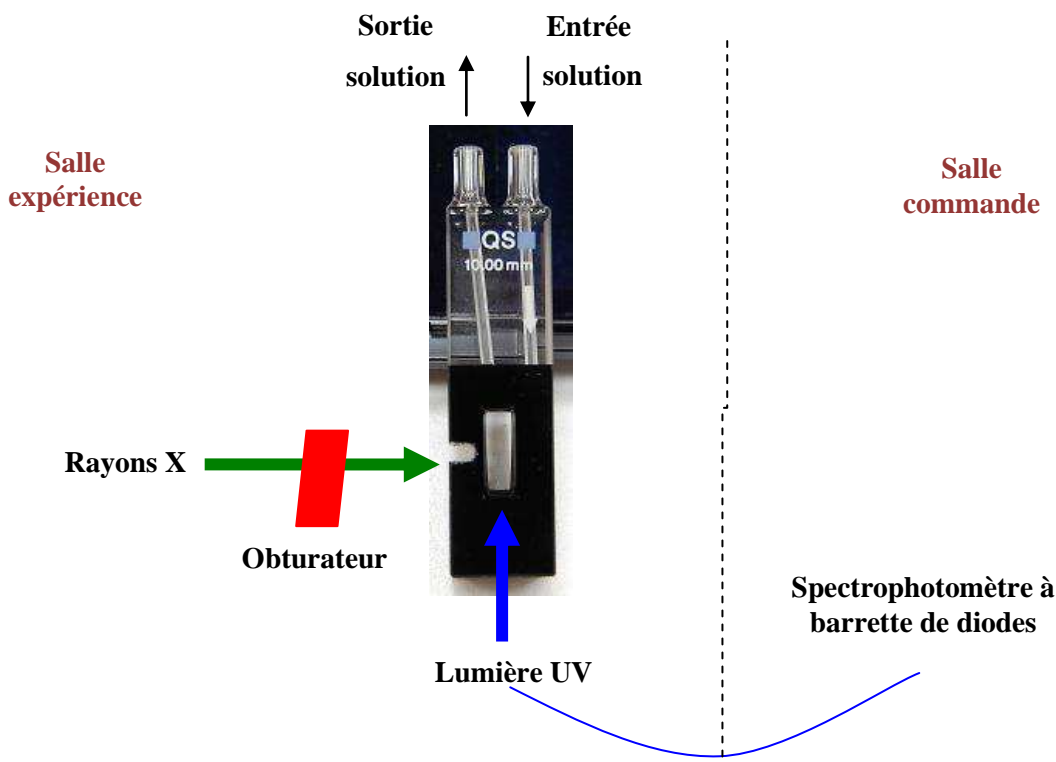 Sortie
solution
Entrée
solution
Salle
expérience
Salle
commande
QS
10.00 mm
Rayons X
Obturateur
Spectrophotomètre à
barrette de diodes
Lumière UV